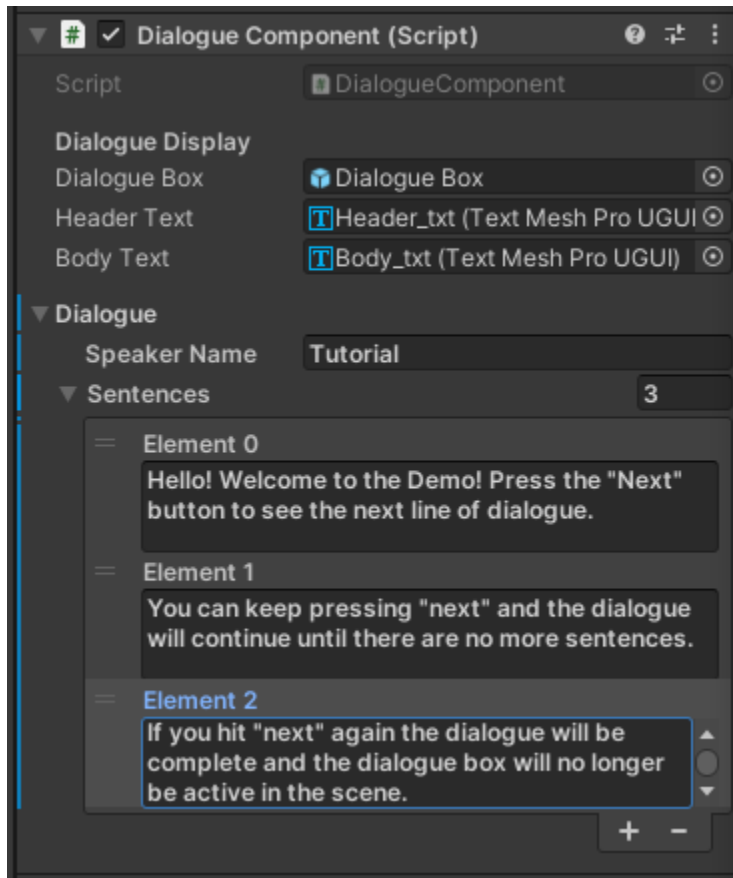 # Dialogue Component (Script)
Script # DialogueComponent
Dialogue Display
Dialogue Box Dialogue Box
Header Text T Header_txt (Text Mesh Pro UGUI
Body Text T Body_txt (Text Mesh Pro UGUI)
Dialogue
Speaker Name Tutorial
Sentences 3
Element 0
Hello! Welcome to the Demo! Press the "Next"
button to see the next line of dialogue.
Element 1
You can keep pressing "next" and the dialogue
will continue until there are no more sentences.
Element 2
If you hit "next" again the dialogue will be
complete and the dialogue box will no longer
be active in the scene.
+ -